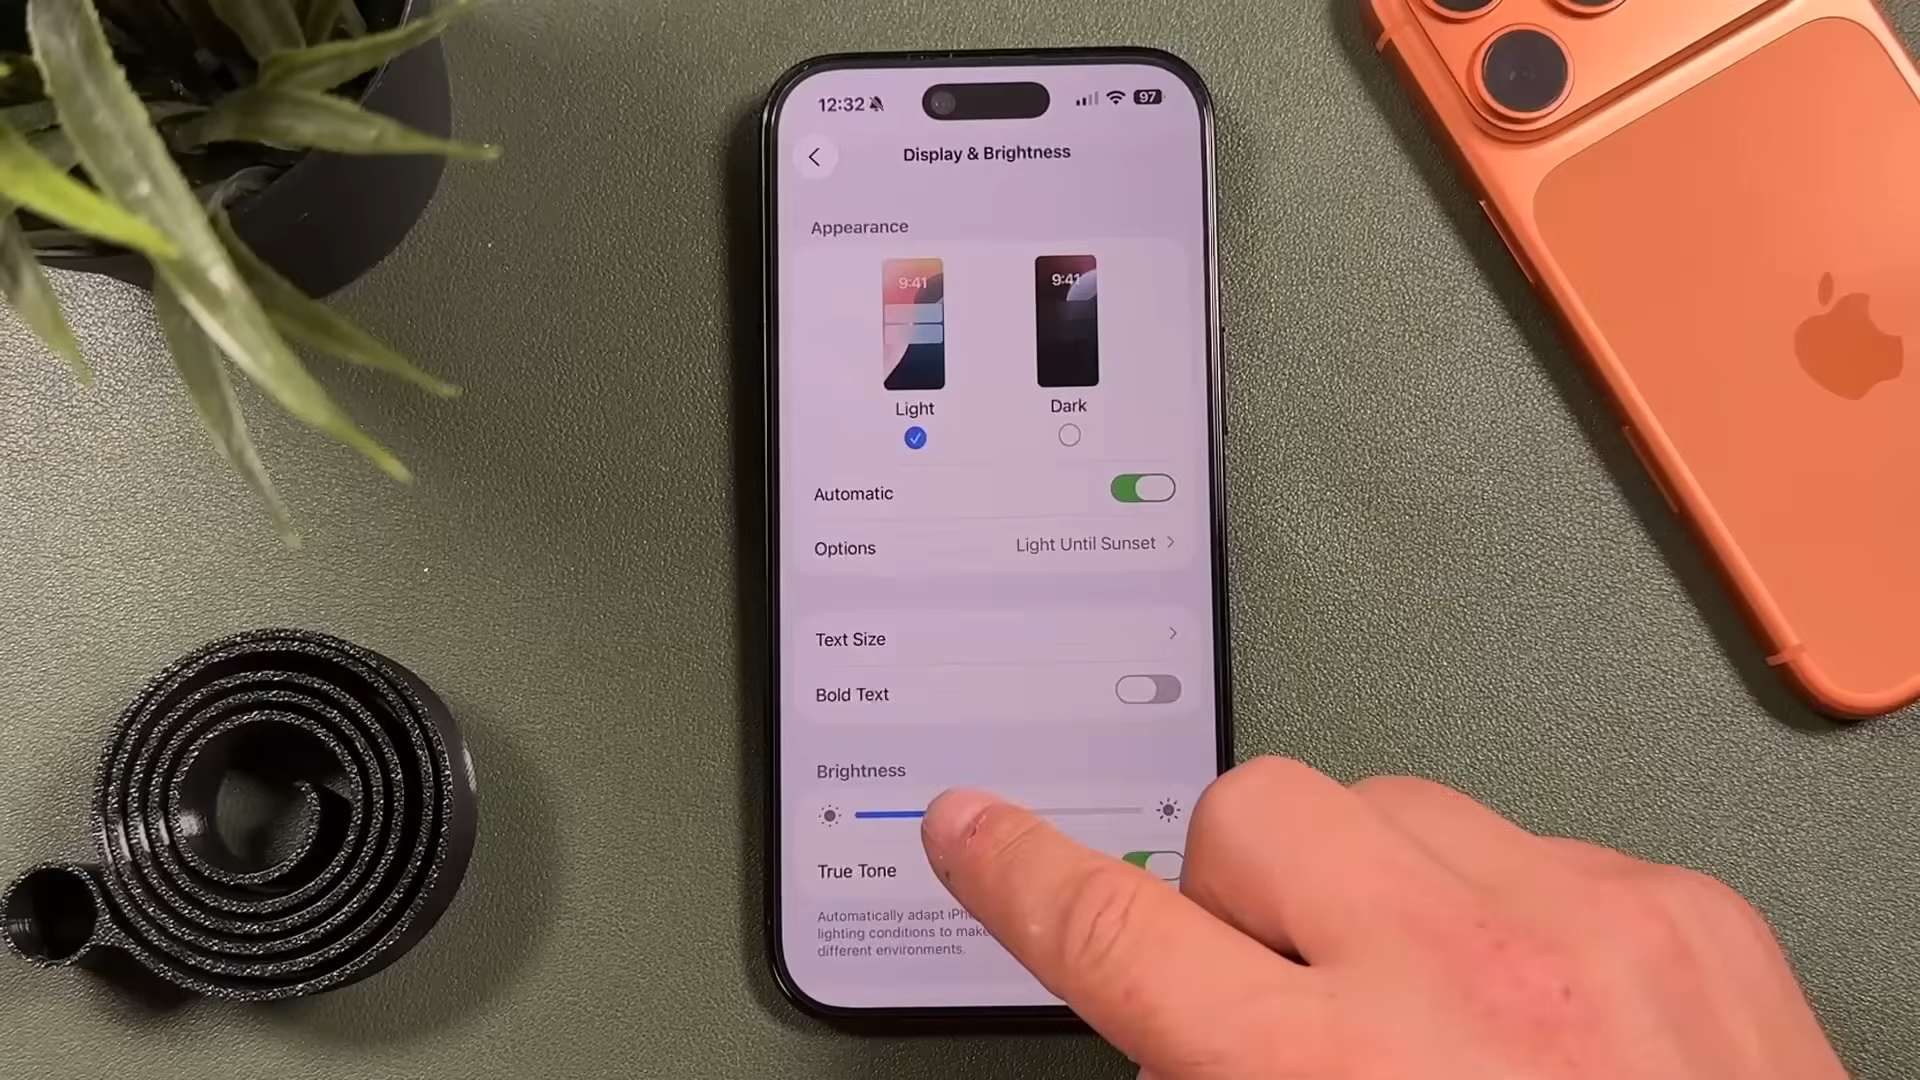 12:32
97
Display & Brightness
Appearance
9:41
9:41
Light
Dark
Automatic
Options
Light Until Sunset
Text Size
Bold Text
Brightness
True Tone
Automatically adapt
lighting conditions to make
different environments.